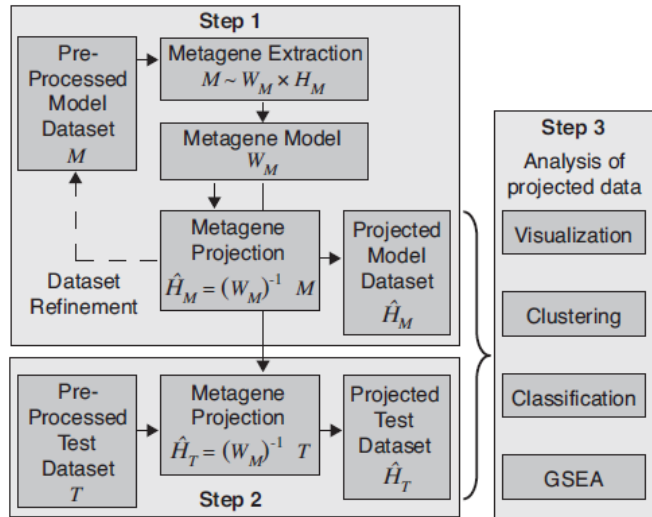 Step 1
Pre-
Processed
Model
Dataset
M
Metagene Extraction
M ~ W_M × H_M
Metagene Model
W_M
Metagene
Projection
Ĥ_M = (W_M)⁻¹ M
Projected
Model
Dataset
Ĥ_M
Dataset
Refinement
Pre-
Processed
Test
Dataset
T
Metagene
Projection
Ĥ_T = (W_M)⁻¹ T
Projected
Test
Dataset
Ĥ_T
Step 2
Step 3
Analysis of
projected data
Visualization
Clustering
Classification
GSEA